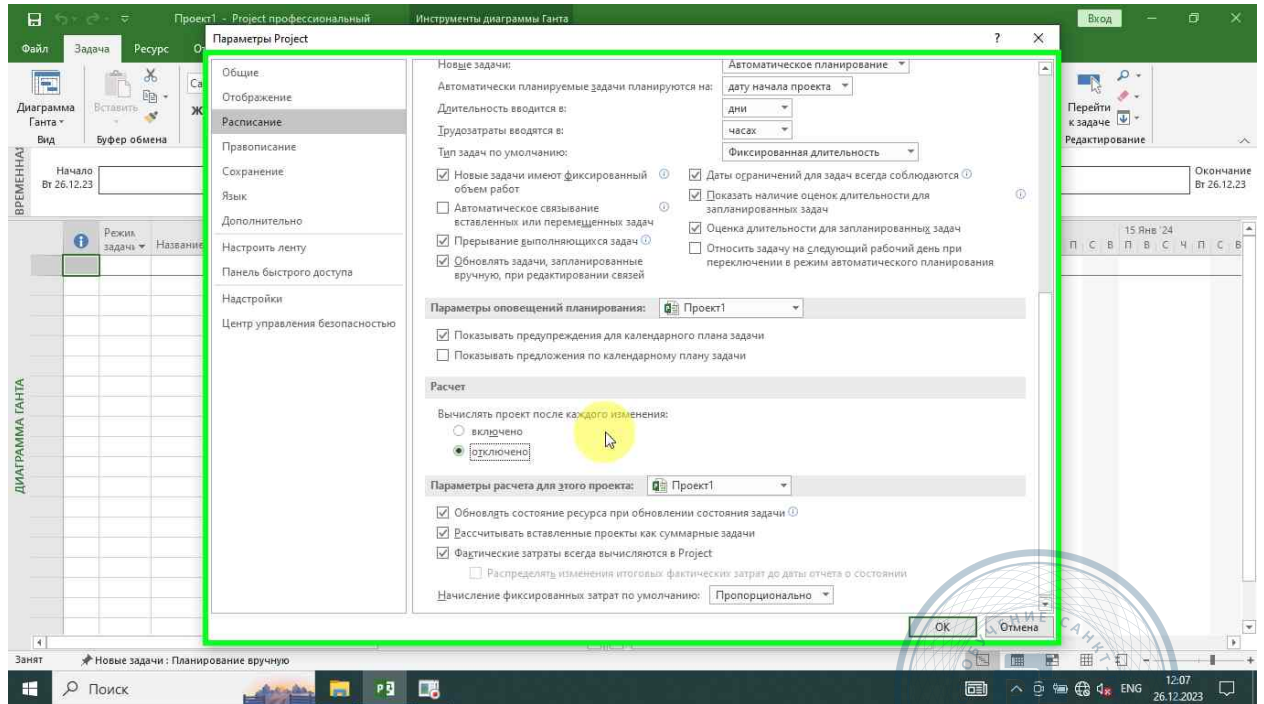 Проект1 - Project профессиональный
Инструменты диаграммы Ганта
Вход
Файл
Задача
Ресурс
От
Параметры Project
?
Диаграмма
Ганта
Вид
Вставить
Буфер обмена
Ca
Ж
Перейти
к задаче
Редактирование
Начало
Вт 26.12.23
Окончание
Вт 26.12.23
Режим
задачи
Название
15 Янв '24
П С В П В С Ч П С В
ДИАГРАММА ГАНТА
Общие
Отображение
Расписание
Правописание
Сохранение
Язык
Дополнительно
Настроить ленту
Панель быстрого доступа
Надстройки
Центр управления безопасностью
Новые задачи: Автоматическое планирование
Автоматически планируемые задачи планируются на: дату начала проекта
Длительность вводится в: дни
Трудозатраты вводятся в: часах
Тип задач по умолчанию: Фиксированная длительность
Новые задачи имеют фиксированный
объем работ
Автоматическое связывание
вставленных или перемещенных задач
Прерывание выполняющихся задач
Обновлять задачи, запланированные
вручную, при редактировании связей
Даты ограничений для задач всегда соблюдаются
Показать наличие оценок длительности для
запланированных задач
Оценка длительности для запланированных задач
Относить задачу на следующий рабочий день при
переключении в режим автоматического планирования
Параметры оповещений планирования: Проект1
Показывать предупреждения для календарного плана задачи
Показывать предложения по календарному плану задачи
Расчет
Вычислять проект после каждого изменения:
включено
отключено
Параметры расчета для этого проекта: Проект1
Обновлять состояние ресурса при обновлении состояния задачи
Рассчитывать вставленные проекты как суммарные задачи
Фактические затраты всегда вычисляются в Project
Распределять изменения итоговых фактических затрат до даты отчета о состоянии
Начисление фиксированных затрат по умолчанию: Пропорционально
ОК
Отмена
Занят
Новые задачи : Планирование вручную
Поиск
ENG
12:07
26.12.2023